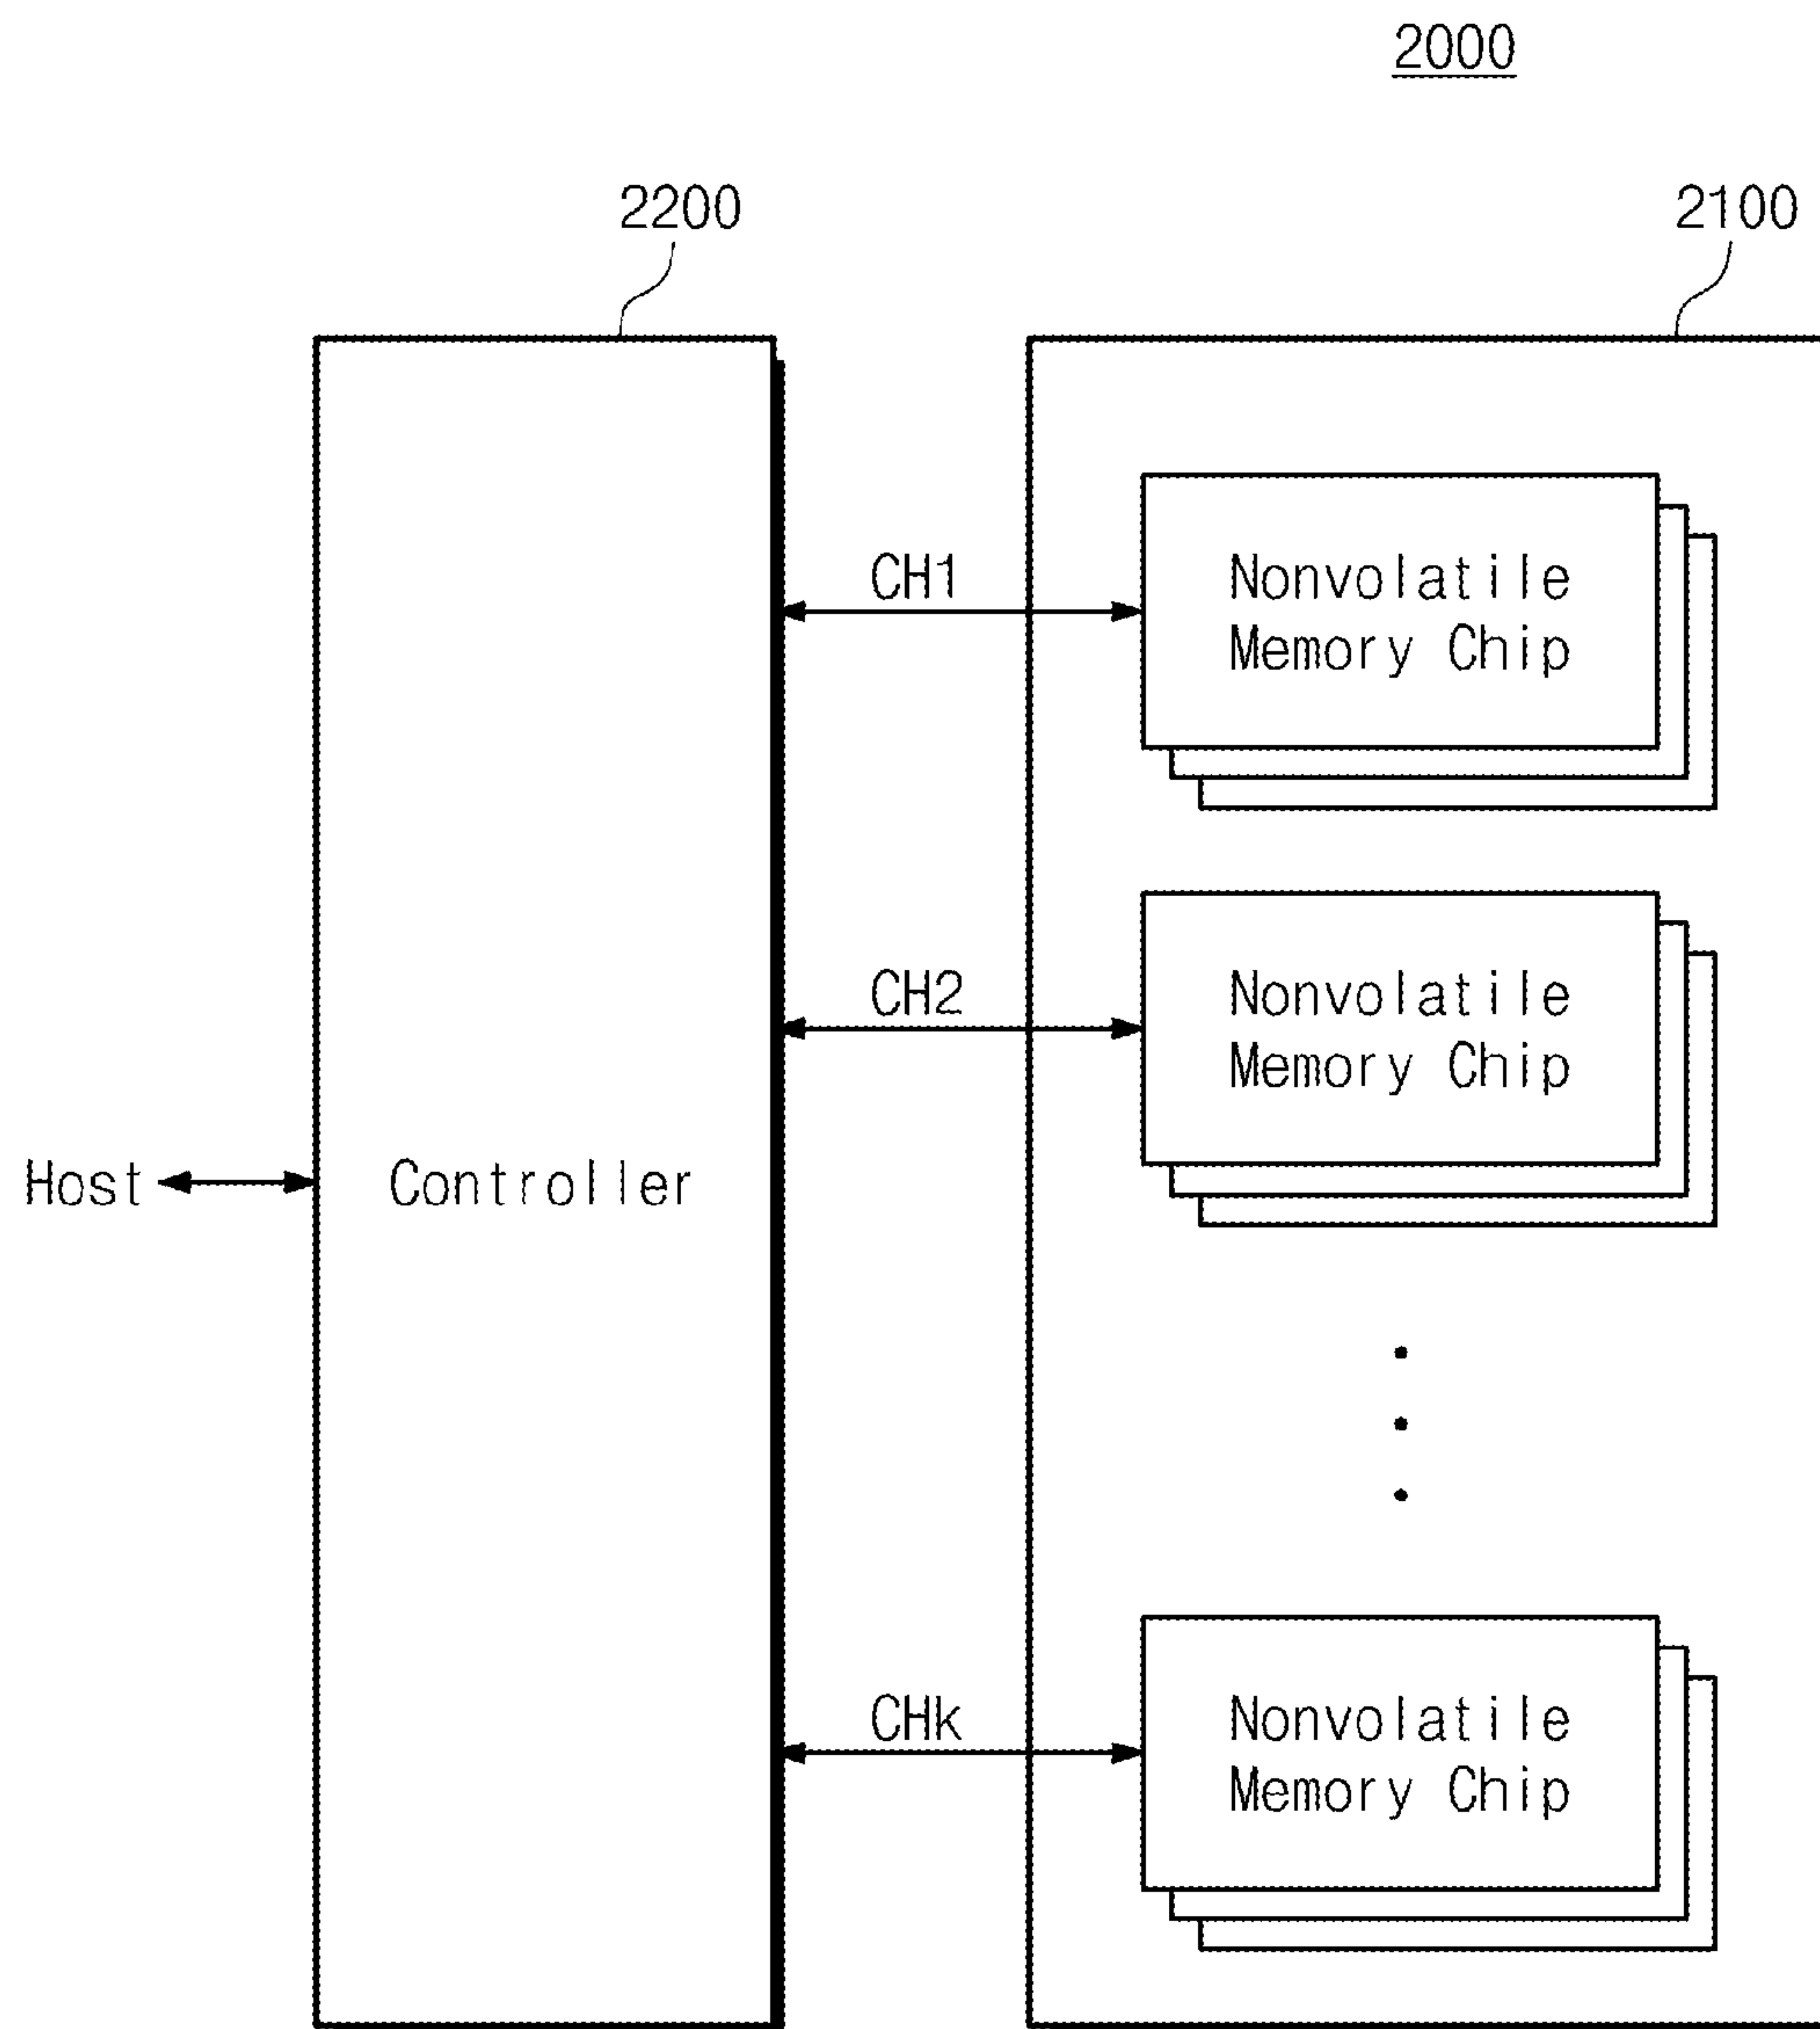 2000
2200
2100
CH1
Nonvolatile
Memory Chip
CH2
Nonvolatile
Memory Chip
Host
Controller
CHk
Nonvolatile
Memory Chip